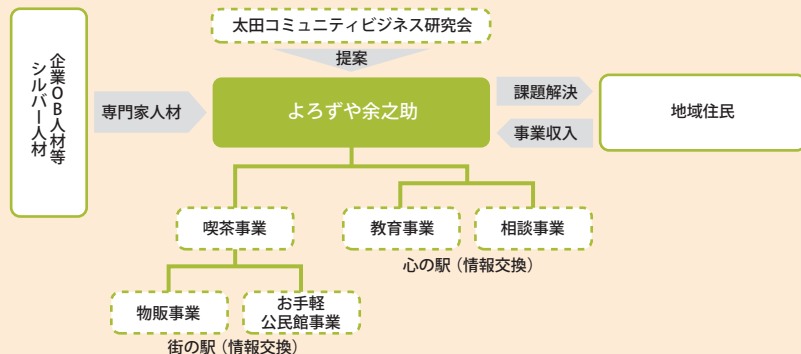 太田コミュニティビジネス研究会
提案
企業OB人材等
シルバー人材
専門家人材
よろずや余之助
課題解決
事業収入
地域住民
喫茶事業
教育事業
相談事業
心の駅（情報交換）
物販事業
お手軽
公民館事業
街の駅（情報交換）